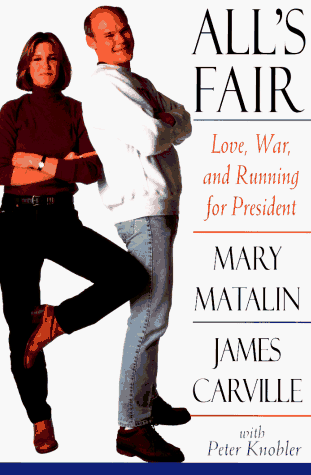 ALL'S
FAIR
Love, War,
and Running
for President
MARY
MATALIN
JAMES
CARVILLE
with
Peter Knobler